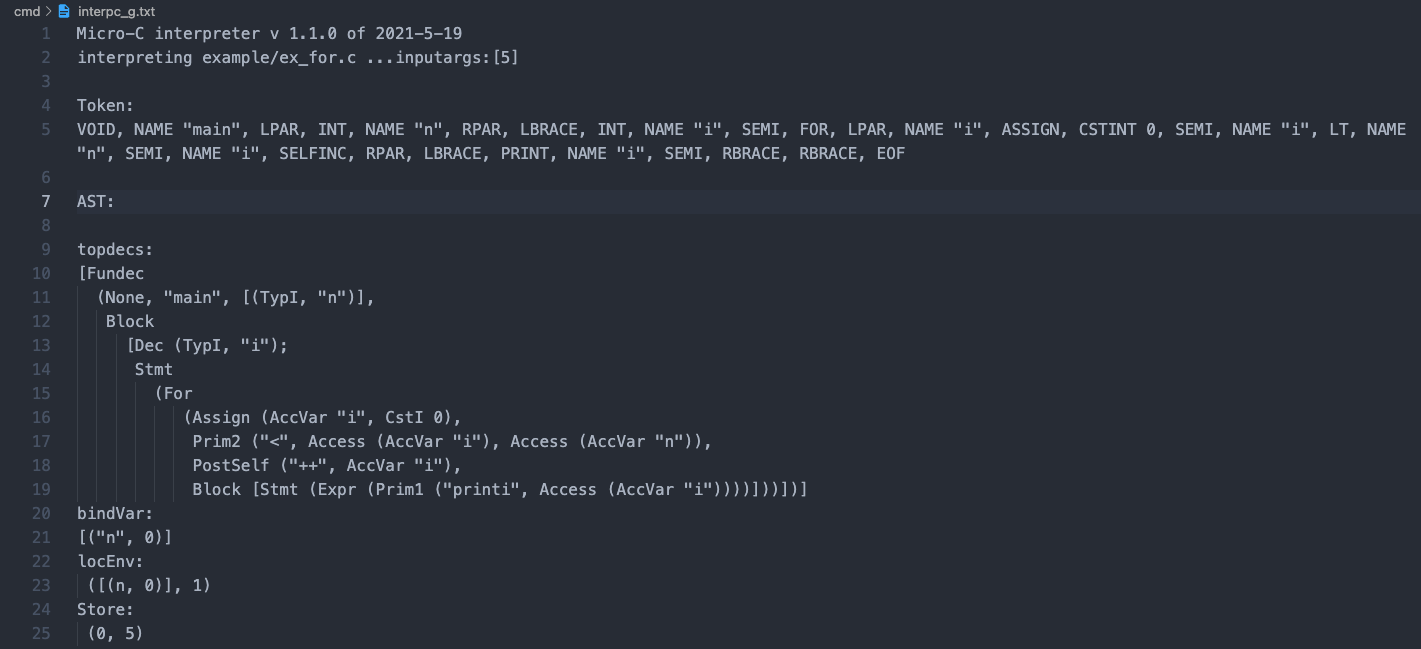 cmd > interpc_g.txt
1 Micro-C interpreter v 1.1.0 of 2021-5-19
2 interpreting example/ex_for.c ...inputargs:[5]
3
4 Token:
5 VOID, NAME "main", LPAR, INT, NAME "n", RPAR, LBRACE, INT, NAME "i", SEMI, FOR, LPAR, NAME "i", ASSIGN, CSTINT 0, SEMI, NAME "i", LT, NAME
"n", SEMI, NAME "i", SELFINC, RPAR, LBRACE, PRINT, NAME "i", SEMI, RBRACE, RBRACE, EOF
6
7 AST:
8
9 topdecs:
10 [Fundec
11 (None, "main", [(TypI, "n")],
12 Block
13 [Dec (TypI, "i");
14 Stmt
15 (For
16 (Assign (AccVar "i", CstI 0),
17 Prim2 ("<", Access (AccVar "i"), Access (AccVar "n")),
18 PostSelf ("++", AccVar "i"),
19 Block [Stmt (Expr (Prim1 ("printi", Access (AccVar "i"))))]))])]
20 bindVar:
21 [("n", 0)]
22 locEnv:
23 ([(n, 0)], 1)
24 Store:
25 (0, 5)